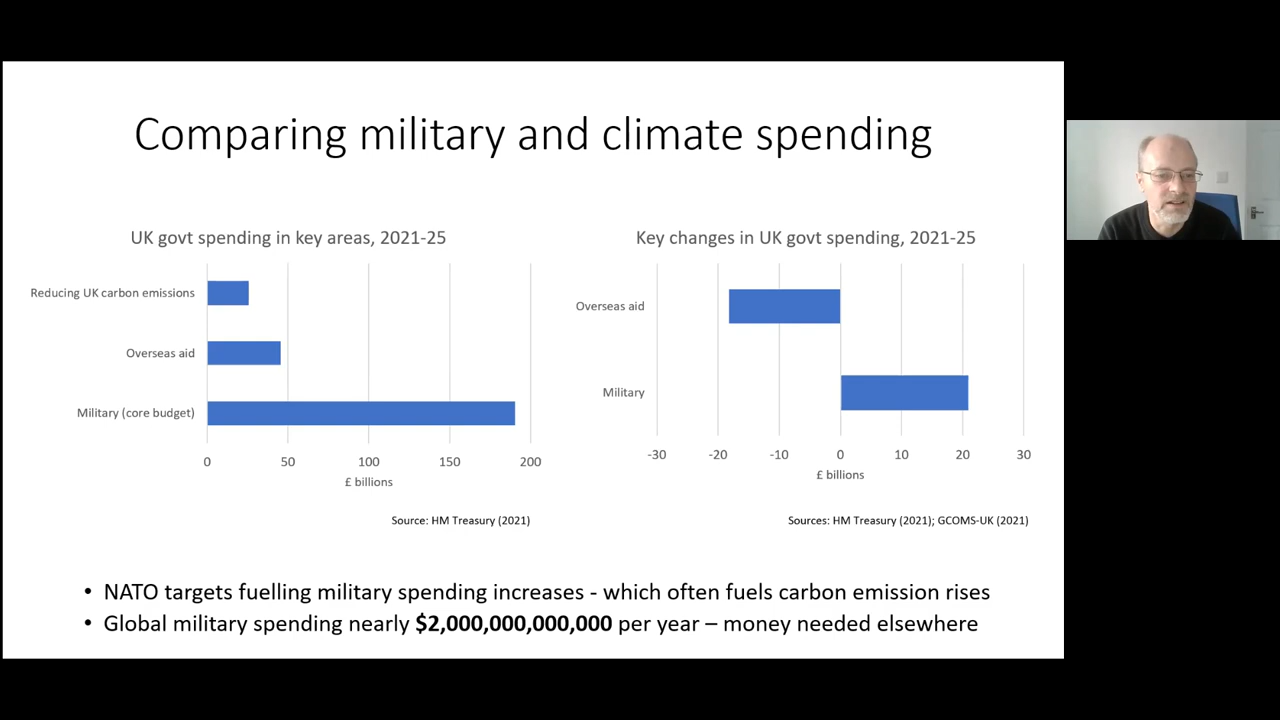 Comparing military and climate spending
UK govt spending in key areas, 2021-25
Reducing UK carbon emissions
Overseas aid
Military (core budget)
0 50 100 150 200
£ billions
Source: HM Treasury (2021)
Key changes in UK govt spending, 2021-25
Overseas aid
Military
-30 -20 -10 0 10 20 30
£ billions
Sources: HM Treasury (2021); GCOMS-UK (2021)
• NATO targets fuelling military spending increases - which often fuels carbon emission rises
• Global military spending nearly $2,000,000,000,000 per year – money needed elsewhere